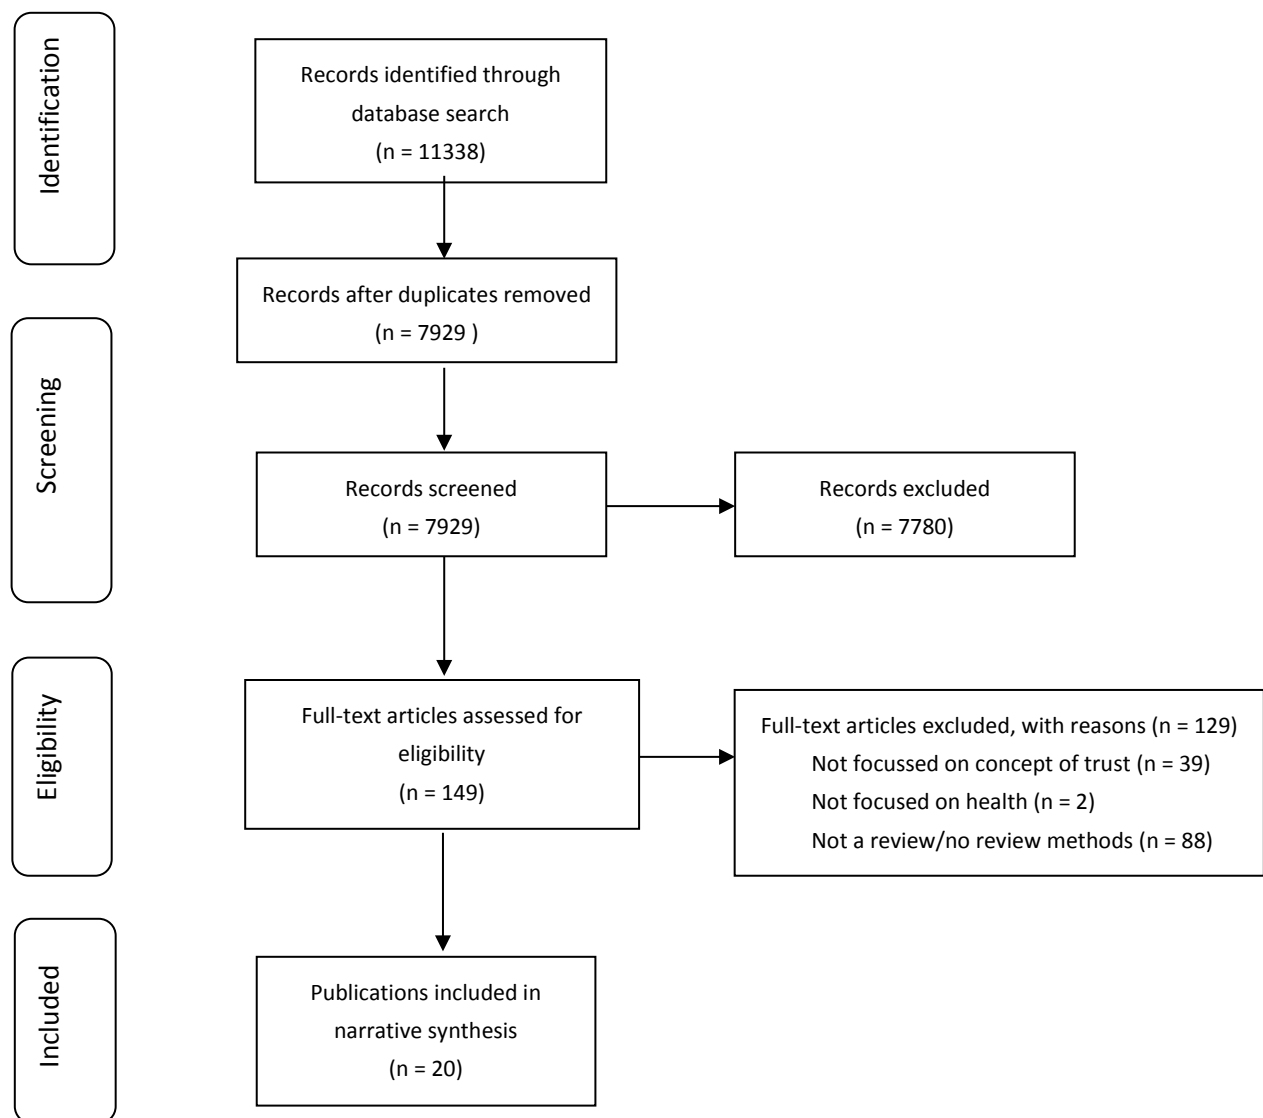 Identification
Records identified through
database search
(n = 11338)
Records after duplicates removed
(n = 7929 )
Screening
Records screened
(n = 7929)
Records excluded
(n = 7780)
Eligibility
Full-text articles assessed for
eligibility
(n = 149)
Full-text articles excluded, with reasons (n = 129)
Not focussed on concept of trust (n = 39)
Not focused on health (n = 2)
Not a review/no review methods (n = 88)
Included
Publications included in
narrative synthesis
(n = 20)